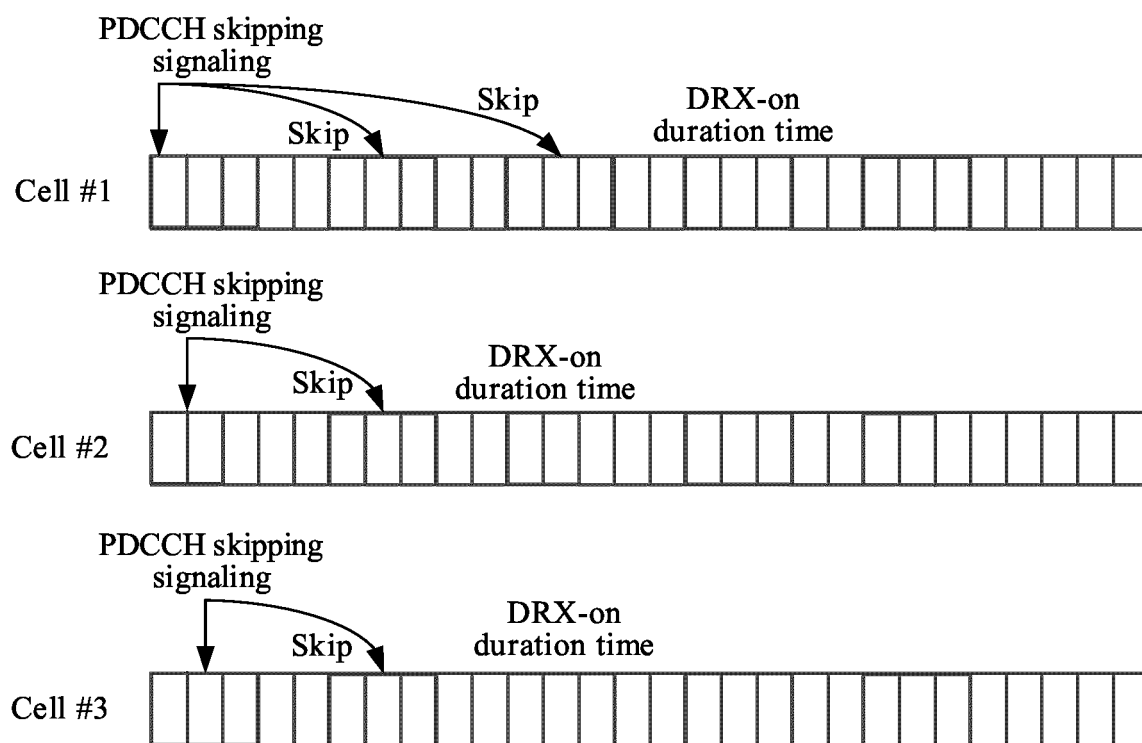 PDCCH skipping
signaling
Skip
Skip
DRX-on
duration time
Cell #1
PDCCH skipping
signaling
Skip
DRX-on
duration time
Cell #2
PDCCH skipping
signaling
Skip
DRX-on
duration time
Cell #3